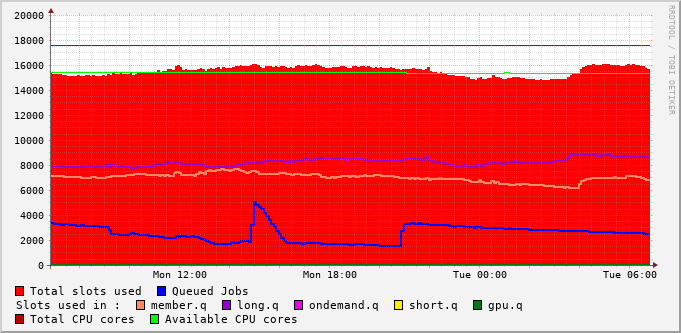 20000
18000
16000
14000
12000
10000
8000
6000
4000
2000
0
Mon 12:00 Mon 18:00 Tue 00:00 Tue 06:00
Total slots used Queued Jobs
Slots used in : member.q long.q ondemand.q short.q gpu.q
Total CPU cores Available CPU cores
RRDTOOL / TOBI OETIKER